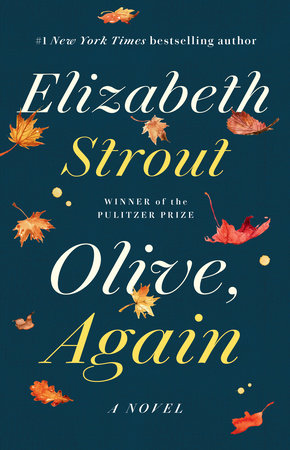 #1 New York Times bestselling author
Elizabeth
Strout
WINNER of the
PULITZER PRIZE
Olive,
Again
A NOVEL